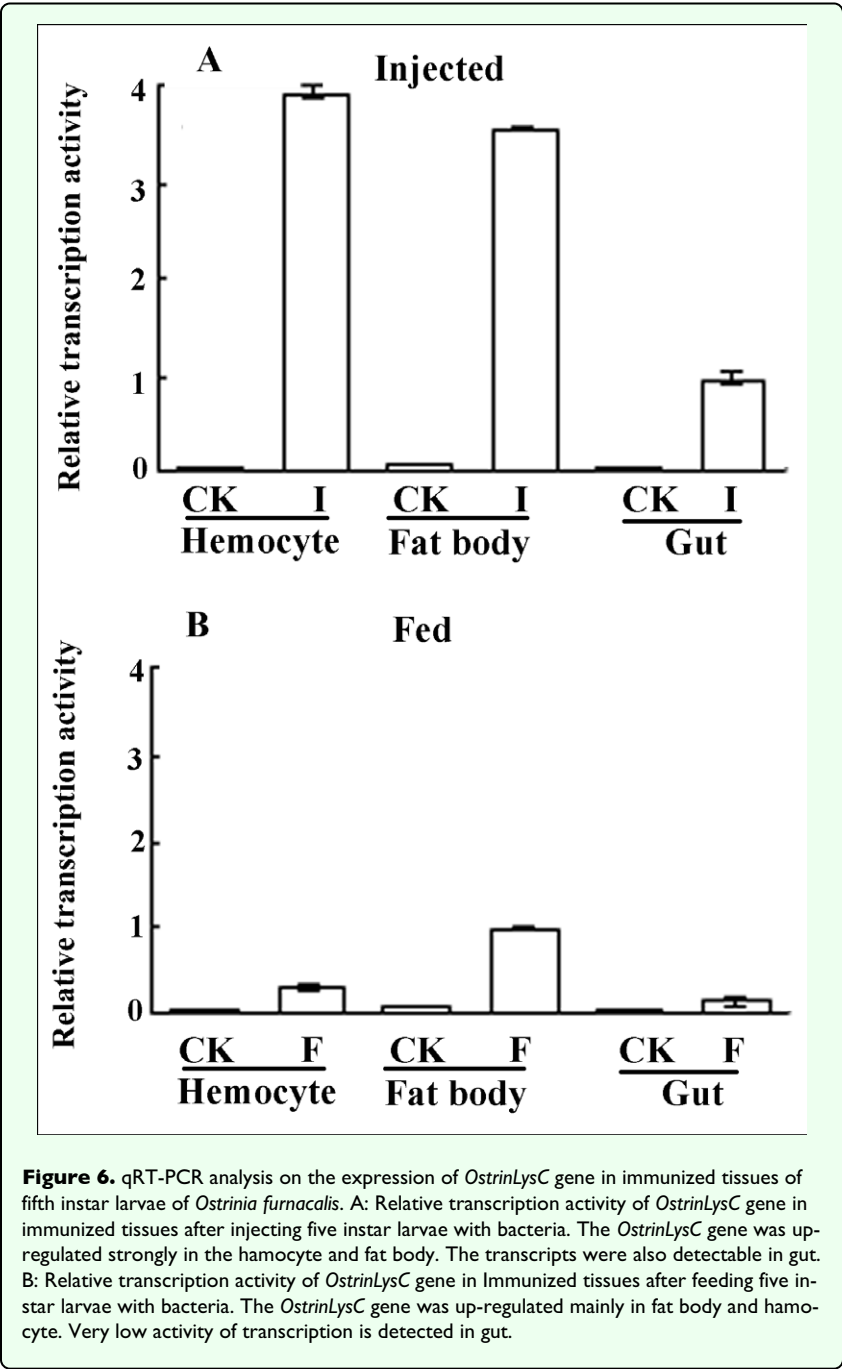 A
Injected
Relative transcription activity
4
3
2
1
0
CK I CK I CK I
Hemocyte Fat body Gut
B
Fed
Relative transcription activity
4
3
2
1
0
CK F CK F CK F
Hemocyte Fat body Gut
Figure 6. qRT-PCR analysis on the expression of OstrinLysC gene in immunized tissues of
fifth instar larvae of Ostrinia furnacalis. A: Relative transcription activity of OstrinLysC gene in
immunized tissues after injecting five instar larvae with bacteria. The OstrinLysC gene was up-
regulated strongly in the hamocyte and fat body. The transcripts were also detectable in gut.
B: Relative transcription activity of OstrinLysC gene in Immunized tissues after feeding five in-
star larvae with bacteria. The OstrinLysC gene was up-regulated mainly in fat body and hamo-
cyte. Very low activity of transcription is detected in gut.